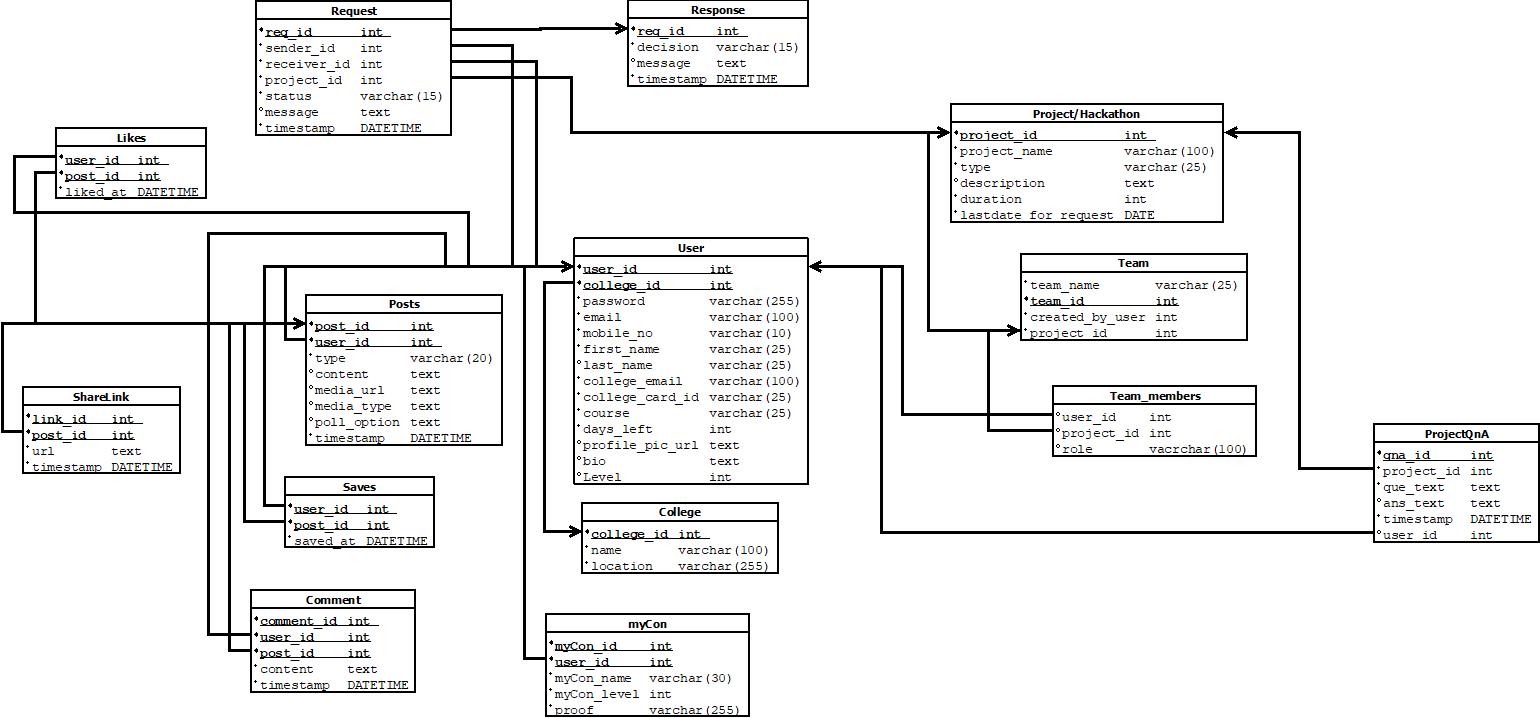 Request
req_id int
sender_id int
receiver_id int
project_id int
status varchar(15)
message text
timestamp DATETIME
Response
req_id int
decision varchar(15)
message text
timestamp DATETIME
Likes
user_id int
post_id int
liked_at DATETIME
Project/Hackathon
project_id int
project_name varchar(100)
type varchar(25)
description text
duration int
lastdate_for_request DATE
User
user_id int
college_id int
password varchar(255)
email varchar(100)
mobile_no varchar(10)
first_name varchar(25)
last_name varchar(25)
college_email varchar(100)
college_card_id varchar(25)
course varchar(25)
days_left int
profile_pic_url text
bio text
Level int
Team
team_name varchar(25)
team_id int
created_by_user int
project_id int
Posts
post_id int
user_id int
type varchar(20)
content text
media_url text
media_type text
poll_option text
timestamp DATETIME
ShareLink
link_id int
post_id int
url text
timestamp DATETIME
Team_members
user_id int
project_id int
role vacrchar(100)
ProjectQnA
qna_id int
project_id int
que_text text
ans_text text
timestamp DATETIME
user_id int
Saves
user_id int
post_id int
saved_at DATETIME
College
college_id int
name varchar(100)
location varchar(255)
Comment
comment_id int
user_id int
post_id int
content text
timestamp DATETIME
myCon
myCon_id int
user_id int
myCon_name varchar(30)
myCon_level int
proof varchar(255)